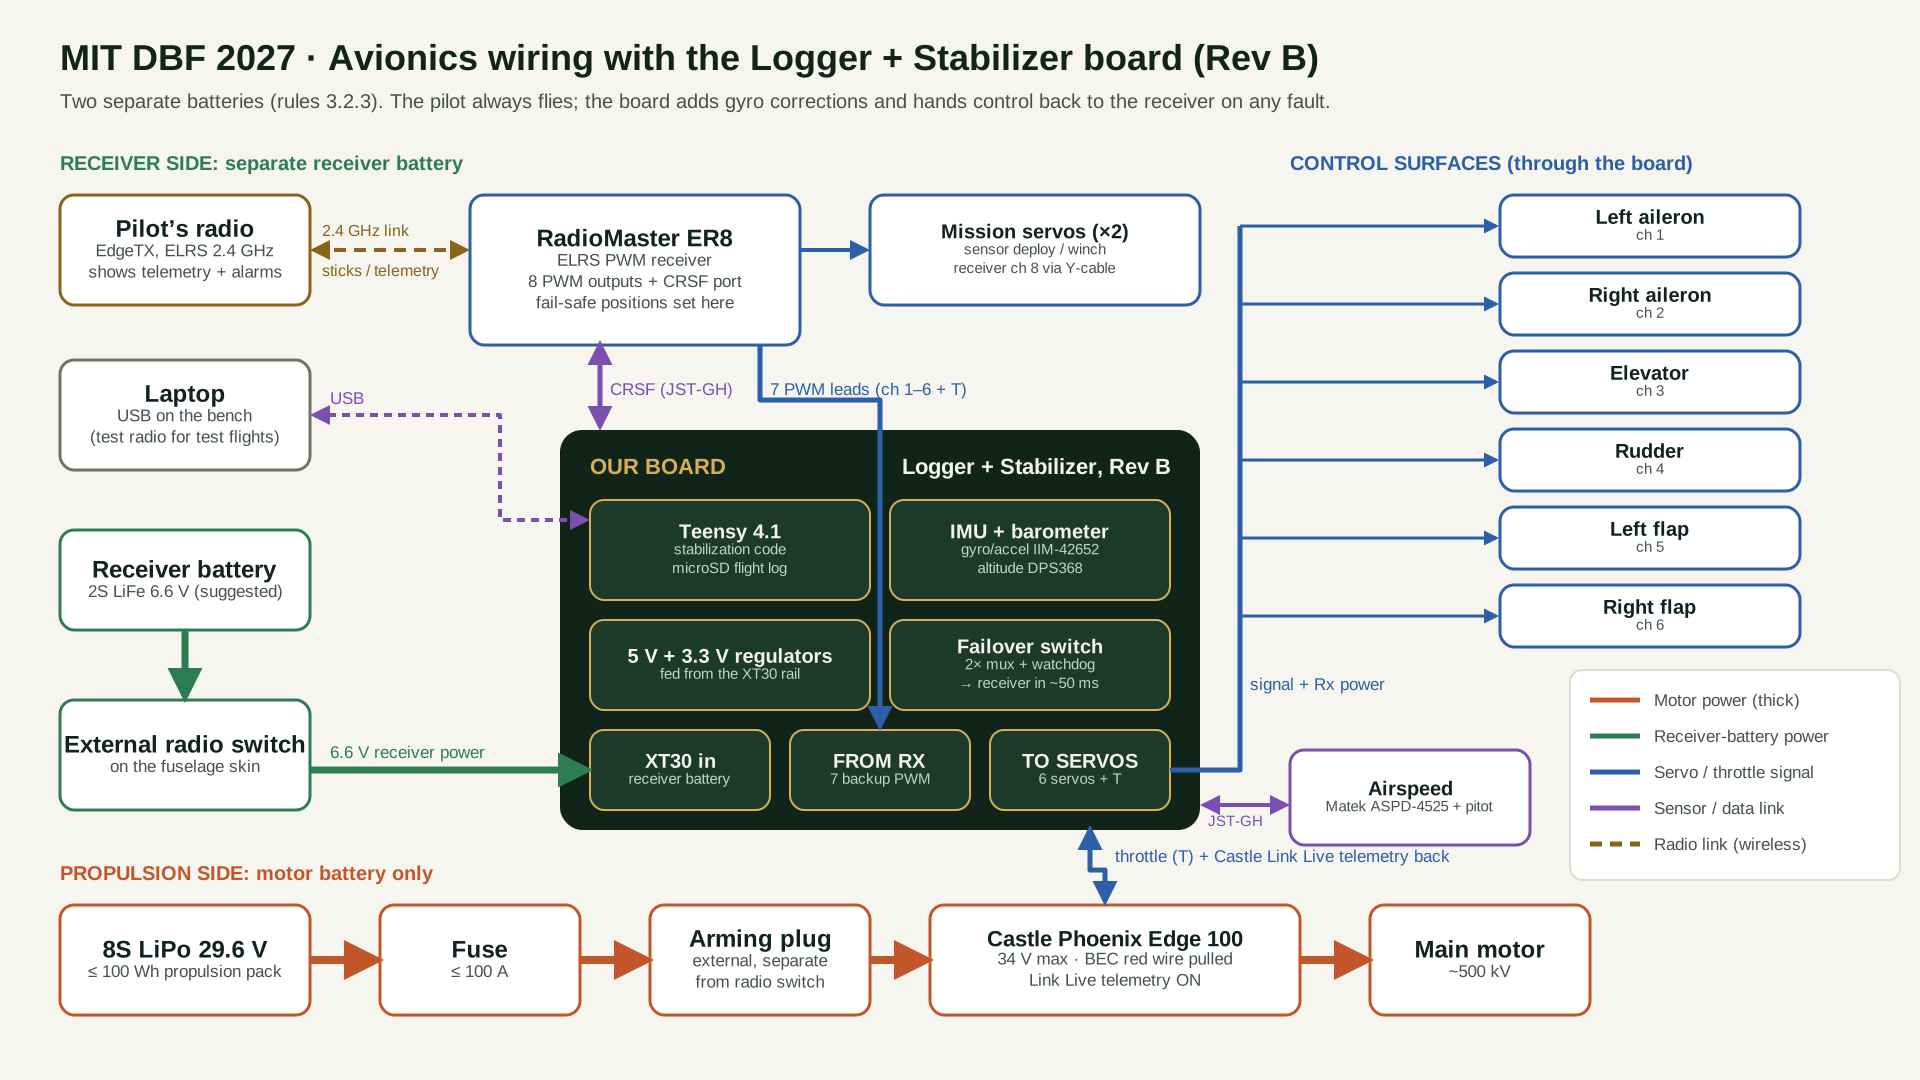 MIT DBF 2027 · Avionics wiring with the Logger + Stabilizer board (Rev B)
Two separate batteries (rules 3.2.3). The pilot always flies; the board adds gyro corrections and hands control back to the receiver on any fault.
RECEIVER SIDE: separate receiver battery
CONTROL SURFACES (through the board)
Pilot’s radio
EdgeTX, ELRS 2.4 GHz
shows telemetry + alarms
2.4 GHz link
sticks / telemetry
RadioMaster ER8
ELRS PWM receiver
8 PWM outputs + CRSF port
fail-safe positions set here
Mission servos (×2)
sensor deploy / winch
receiver ch 8 via Y-cable
Left aileron
ch 1
Right aileron
ch 2
Elevator
ch 3
Rudder
ch 4
Left flap
ch 5
Right flap
ch 6
Laptop
USB on the bench
(test radio for test flights)
USB
CRSF (JST-GH)
7 PWM leads (ch 1–6 + T)
OUR BOARD
Logger + Stabilizer, Rev B
Teensy 4.1
stabilization code
microSD flight log
IMU + barometer
gyro/accel IIM-42652
altitude DPS368
5 V + 3.3 V regulators
fed from the XT30 rail
Failover switch
2× mux + watchdog
→ receiver in ~50 ms
XT30 in
receiver battery
FROM RX
7 backup PWM
TO SERVOS
6 servos + T
Receiver battery
2S LiFe 6.6 V (suggested)
External radio switch
on the fuselage skin
6.6 V receiver power
signal + Rx power
Airspeed
Matek ASPD-4525 + pitot
JST-GH
Motor power (thick)
Receiver-battery power
Servo / throttle signal
Sensor / data link
Radio link (wireless)
throttle (T) + Castle Link Live telemetry back
PROPULSION SIDE: motor battery only
8S LiPo 29.6 V
≤ 100 Wh propulsion pack
Fuse
≤ 100 A
Arming plug
external, separate
from radio switch
Castle Phoenix Edge 100
34 V max · BEC red wire pulled
Link Live telemetry ON
Main motor
~500 kV